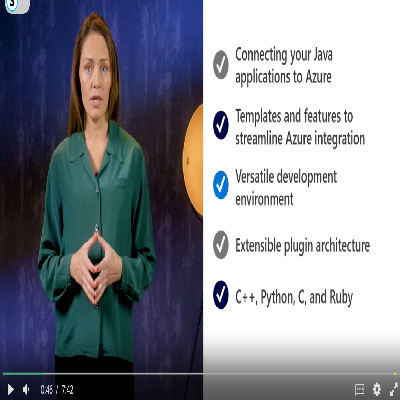 Connecting your Java
applications to Azure
Templates and features to
streamline Azure integration
Versatile development
environment
Extensible plugin architecture
C++, Python, C, and Ruby
0:46 / 7:42